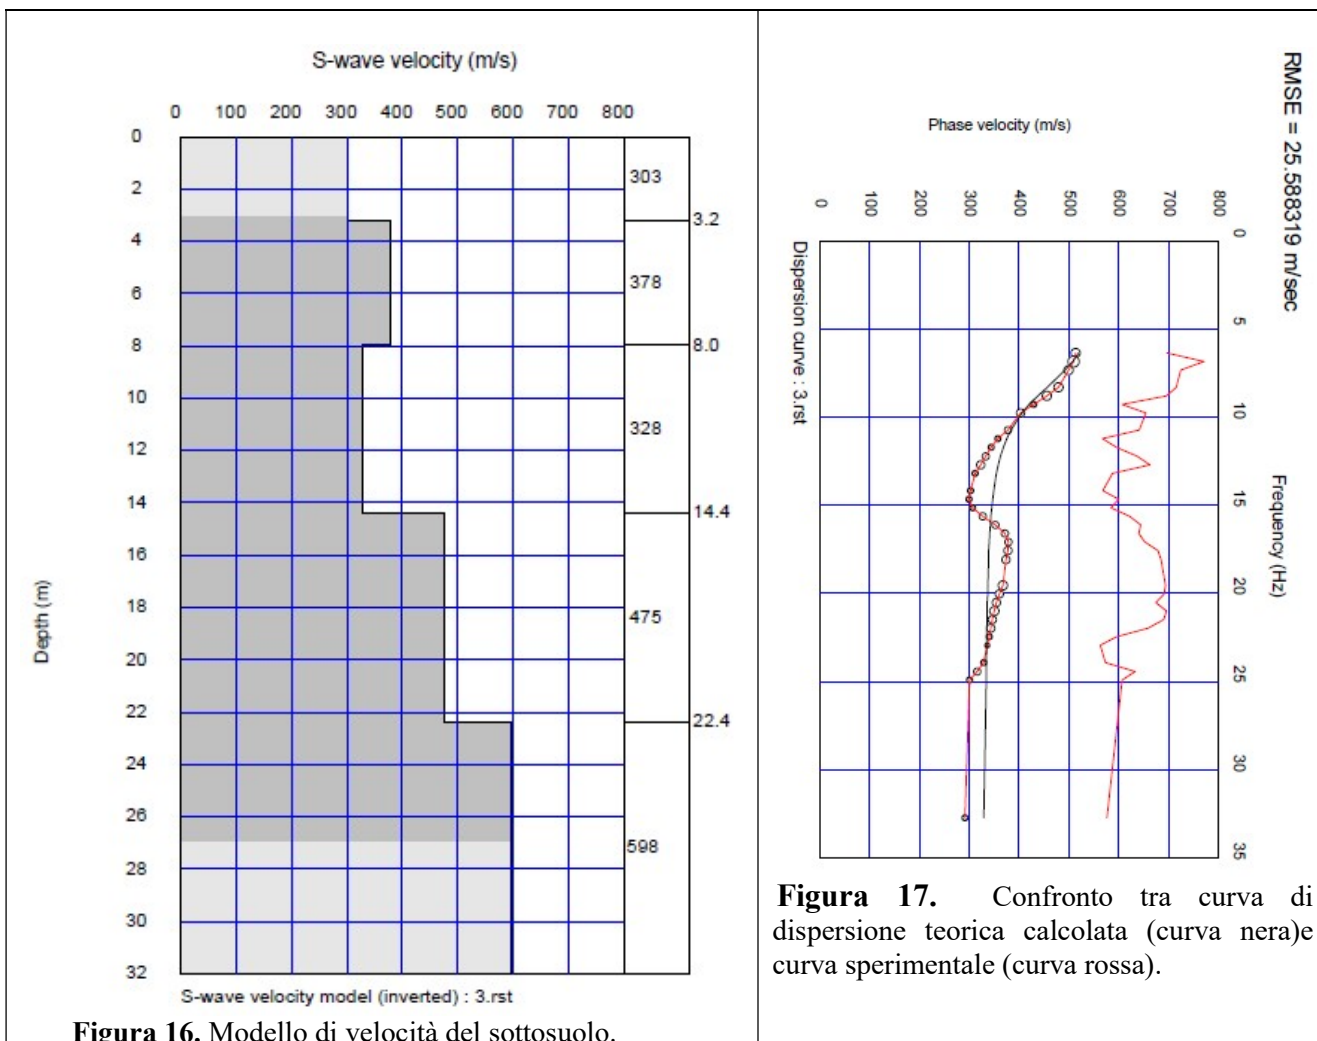 S-wave velocity (m/s)
0 100 200 300 400 500 600 700 800
0
2
4
6
8
10
12
14
16
18
20
22
24
26
28
30
32
Depth (m)
303
3.2
378
8.0
328
14.4
475
22.4
598
S-wave velocity model (inverted) : 3.rst
Figura 16. Modello di velocità del sottosuolo.
RMSE = 25.588319 m/sec
Phase velocity (m/s)
0 100 200 300 400 500 600 700 800
0
5
10
15
20
25
30
35
Frequency (Hz)
Dispersion curve : 3.rst
Figura 17. Confronto tra curva di
dispersione teorica calcolata (curva nera)e
curva sperimentale (curva rossa).